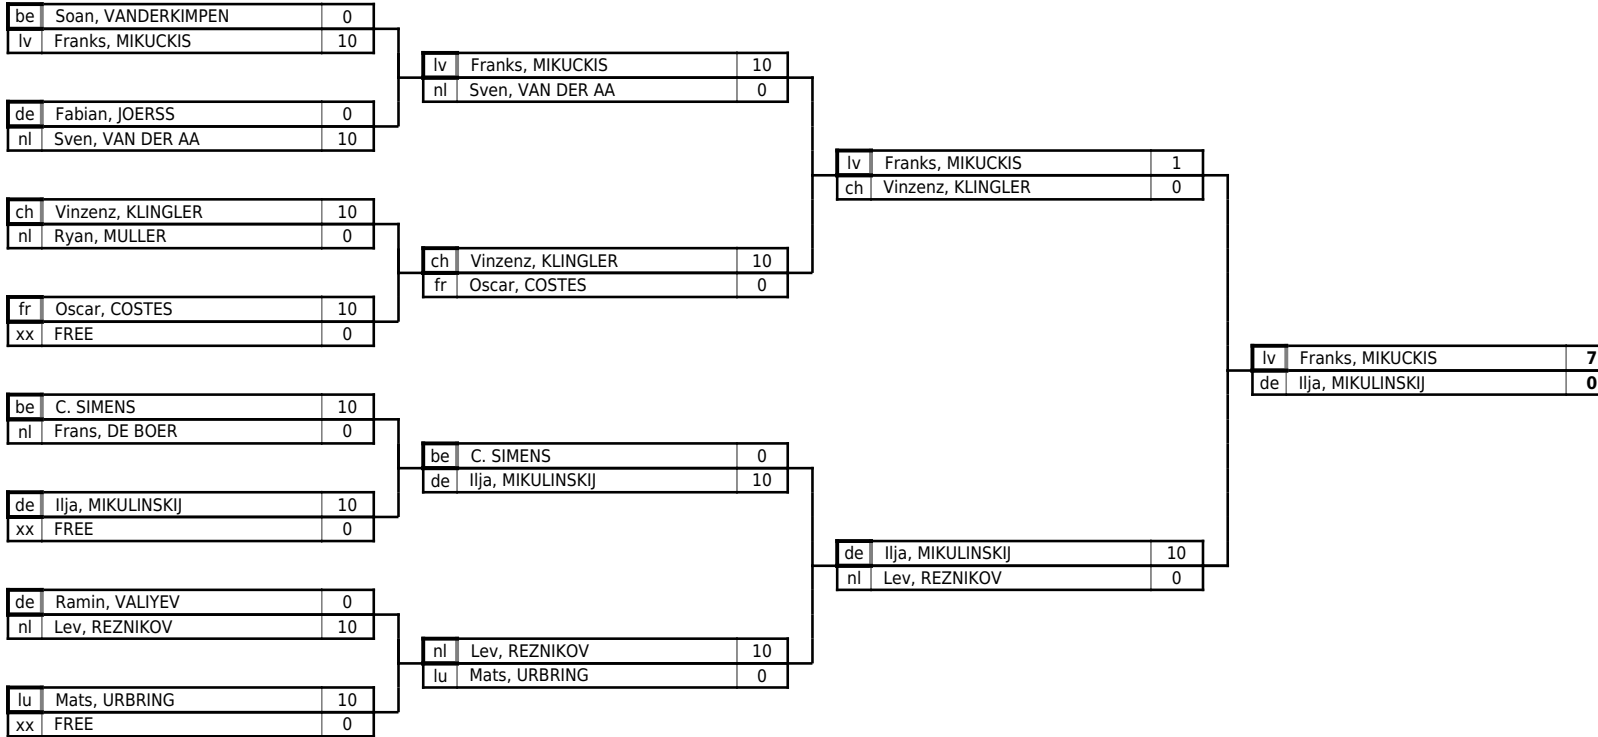 be Soan, VANDERKIMPEN 0
lv Franks, MIKUCKIS 10
de Fabian, JOERSS 0
nl Sven, VAN DER AA 10
ch Vinzenz, KLINGLER 10
nl Ryan, MULLER 0
fr Oscar, COSTES 10
xx FREE 0
be C. SIMENS 10
nl Frans, DE BOER 0
de Ilja, MIKULINSKIJ 10
xx FREE 0
de Ramin, VALIYEV 0
nl Lev, REZNIKOV 10
lu Mats, URBRING 10
xx FREE 0
lv Franks, MIKUCKIS 10
nl Sven, VAN DER AA 0
ch Vinzenz, KLINGLER 10
fr Oscar, COSTES 0
be C. SIMENS 0
de Ilja, MIKULINSKIJ 10
nl Lev, REZNIKOV 10
lu Mats, URBRING 0
lv Franks, MIKUCKIS 1
ch Vinzenz, KLINGLER 0
de Ilja, MIKULINSKIJ 10
nl Lev, REZNIKOV 0
lv Franks, MIKUCKIS 7
de Ilja, MIKULINSKIJ 0